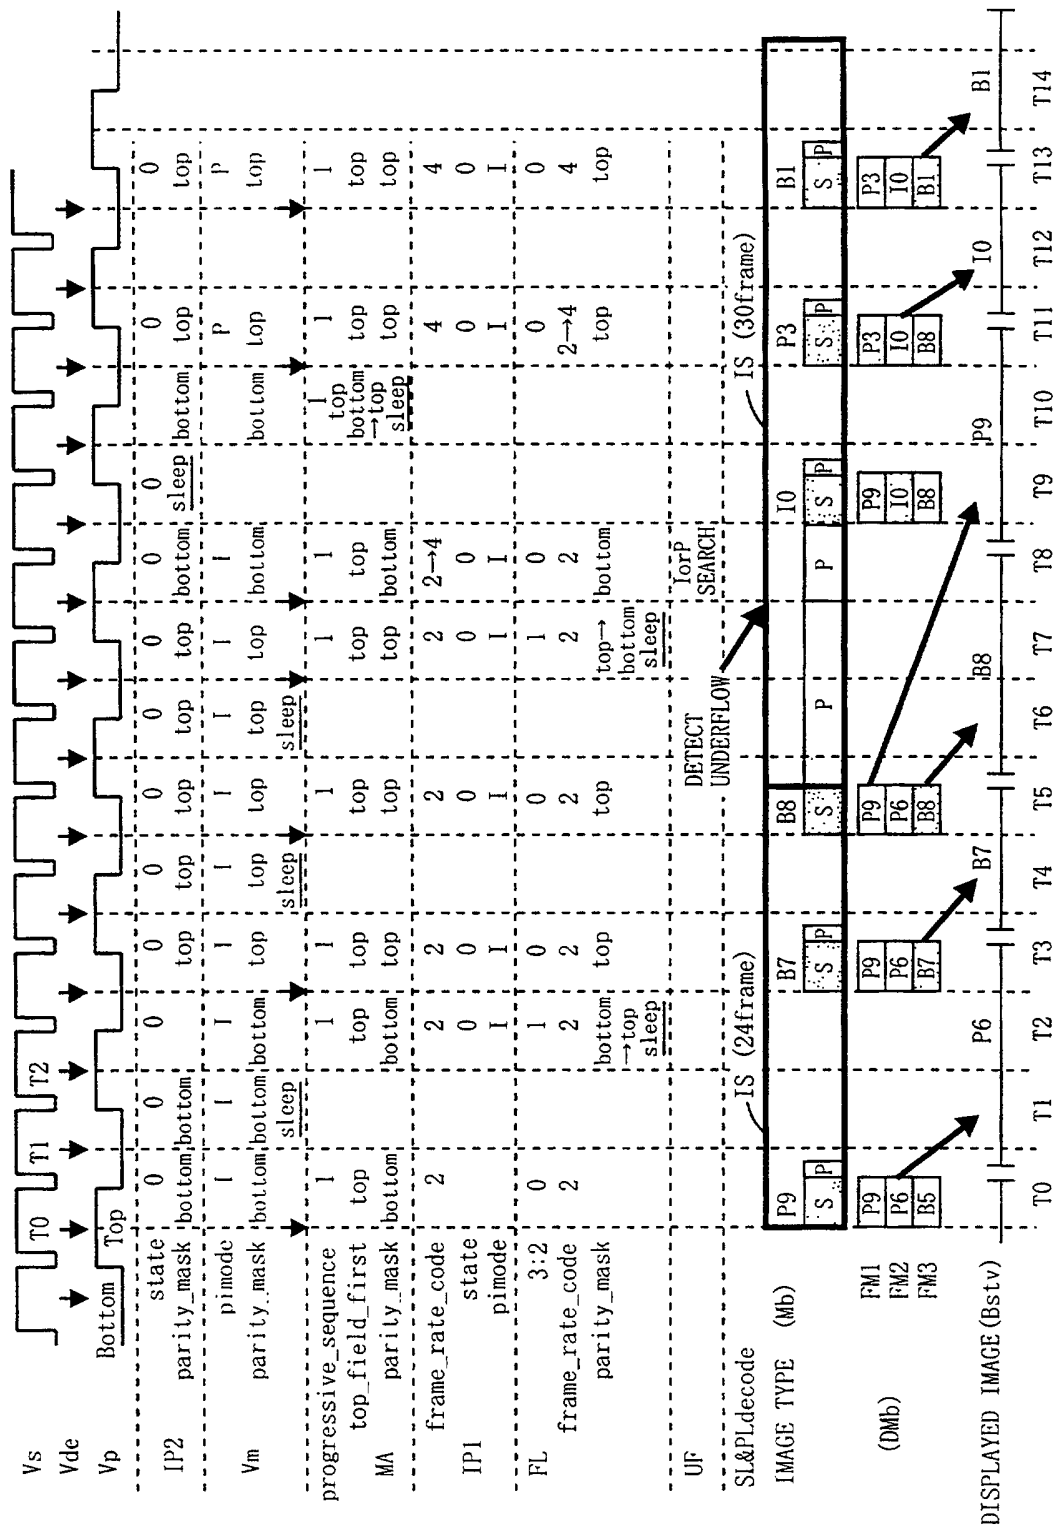 Vs T0 T1 T2
Vde
Vp Bottom Top
IP2 state 0 0 0 0 0 0 0 0 0 0 0 0
parity_mask bottom bottom top top top top top bottom sleep bottom top top
Vm pimode I I I I I I I I I P P
parity_mask bottom bottom bottom top top top top top bottom bottom top top
sleep sleep sleep
progressive_sequence 1 1 1 1 1 1 1 1 1
top_field_first top top top top top top top top top
MA parity_mask bottom bottom top top top bottom bottom→top top top
sleep
frame_rate_code 2 2 2 2 2 2→4 4 4
IP1 state 0 0 0 0 0 0 0
pimode I I I I I I I
FL 3:2 0 1 0 0 1 0 0 0
frame_rate_code 2 2 2 2 2 2 2→4 4
parity_mask bottom→top top top top→bottom bottom top top
sleep sleep
UF IorP SEARCH
SL&PLdecode DETECT UNDERFLOW
IS (24frame) IS (30frame)
IMAGE TYPE (Mb) P9 B7 B8 I0 P3 B1
S P S P S P P S P S P S P
(DMb) FM1 P9 P9 P9 P9 P3 P3
FM2 P6 P6 P6 I0 I0 I0
FM3 B5 B7 B8 B8 B8 B1
DISPLAYED IMAGE(Bstv) P6 B7 B8 P9 I0 B1
T0 T1 T2 T3 T4 T5 T6 T7 T8 T9 T10 T11 T12 T13 T14